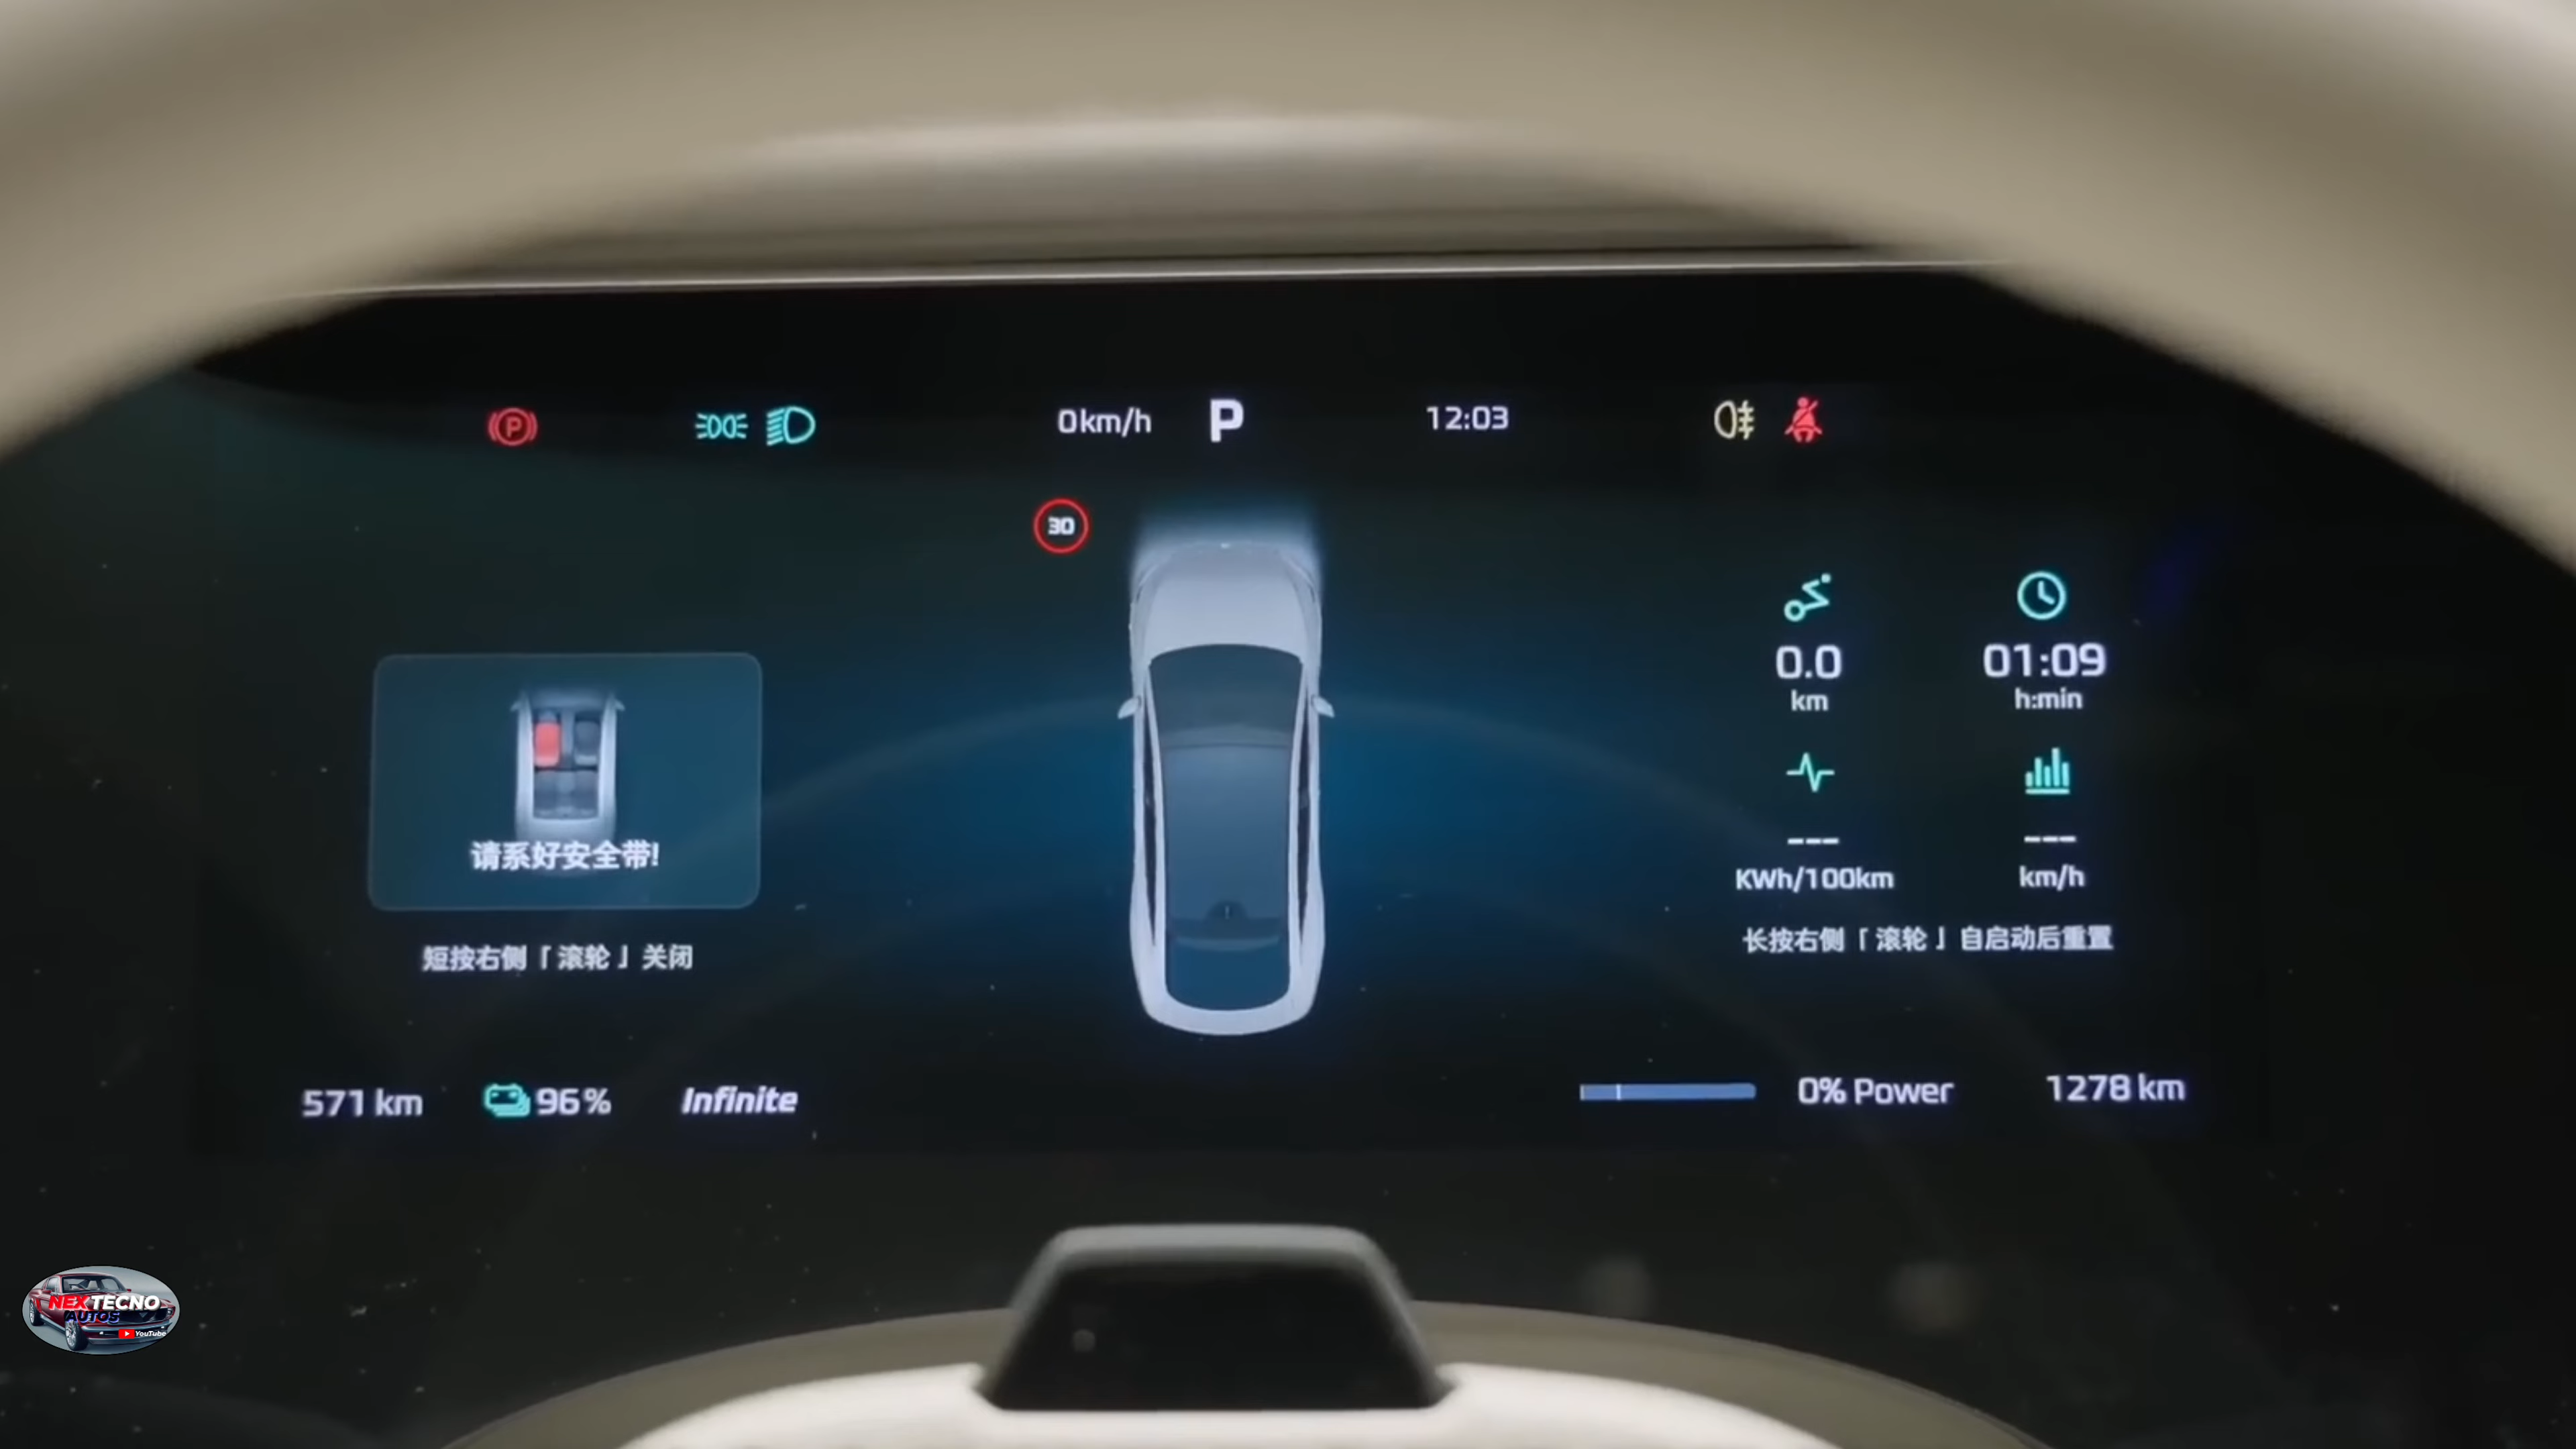 0km/h P 12:03
30
0.0 01:09
km h:min
--- ---
KWh/100km km/h
请系好安全带!
短按右侧「滚轮」关闭
长按右侧「滚轮」自启动后重置
571 km 96% Infinite 0% Power 1278 km
NEXTECNO
AUTOS
YouTube